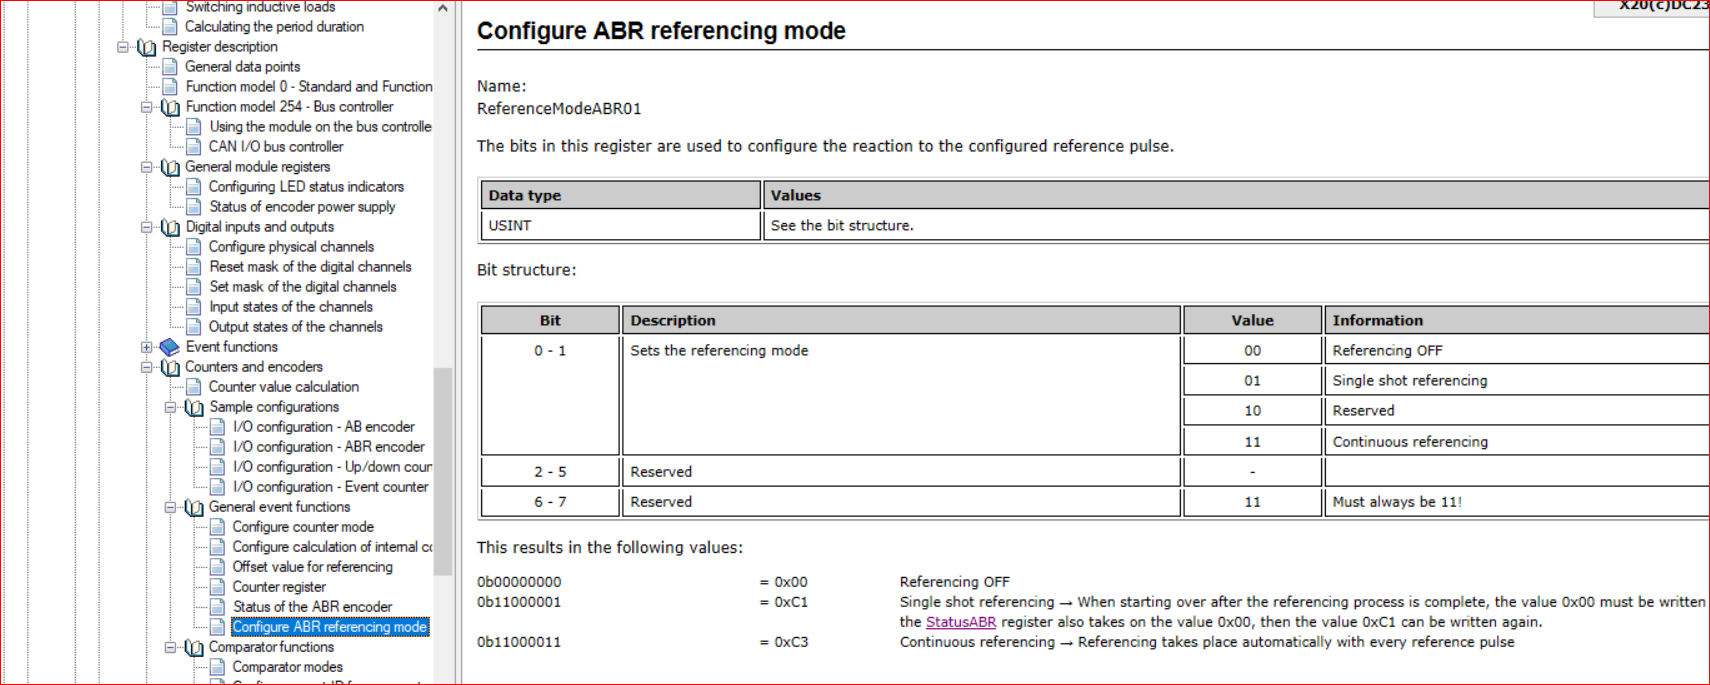 Switching inductive loads
Calculating the period duration
Register description
General data points
Function model 0 - Standard and Function
Function model 254 - Bus controller
Using the module on the bus controlle
CAN I/O bus controller
General module registers
Configuring LED status indicators
Status of encoder power supply
Digital inputs and outputs
Configure physical channels
Reset mask of the digital channels
Set mask of the digital channels
Input states of the channels
Output states of the channels
Event functions
Counters and encoders
Counter value calculation
Sample configurations
I/O configuration - AB encoder
I/O configuration - ABR encoder
I/O configuration - Up/down coun
I/O configuration - Event counter
General event functions
Configure counter mode
Configure calculation of internal co
Offset value for referencing
Counter register
Status of the ABR encoder
Configure ABR referencing mode
Comparator functions
Comparator modes
X20(c)DC23
Configure ABR referencing mode
Name:
ReferenceModeABR01
The bits in this register are used to configure the reaction to the configured reference pulse.
Data type Values
USINT See the bit structure.
Bit structure:
Bit Description Value Information
0 - 1 Sets the referencing mode 00 Referencing OFF
01 Single shot referencing
10 Reserved
11 Continuous referencing
2 - 5 Reserved -
6 - 7 Reserved 11 Must always be 11!
This results in the following values:
0b00000000 = 0x00 Referencing OFF
0b11000001 = 0xC1 Single shot referencing → When starting over after the referencing process is complete, the value 0x00 must be written
the StatusABR register also takes on the value 0x00, then the value 0xC1 can be written again.
0b11000011 = 0xC3 Continuous referencing → Referencing takes place automatically with every reference pulse